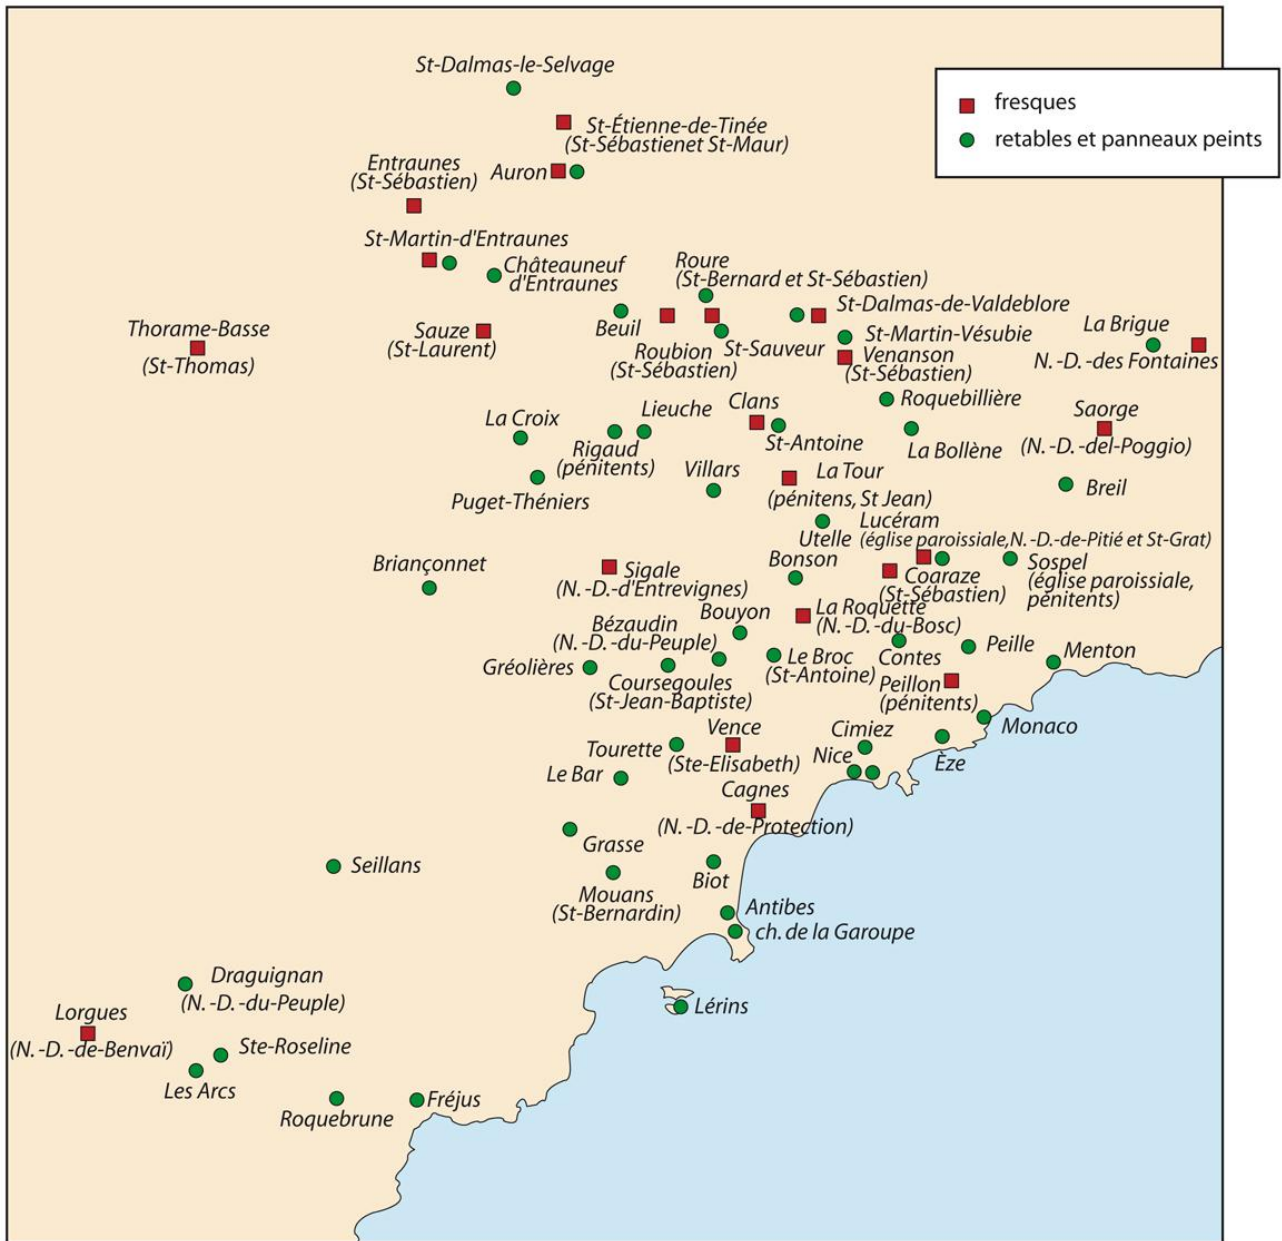 St-Dalmas-le-Selvage
fresques
retables et panneaux peints
St-Étienne-de-Tinée
(St-Sébastienet St-Maur)
Entraunes
(St-Sébastien)
Auron
St-Martin-d'Entraunes
Châteauneuf
d'Entraunes
Roure
(St-Bernard et St-Sébastien)
St-Dalmas-de-Valdeblore
Beuil
Thorame-Basse
(St-Thomas)
Sauze
(St-Laurent)
Roubion
(St-Sébastien)
St-Sauveur
St-Martin-Vésubie
Venanson
(St-Sébastien)
La Brigue
N.-D.-des Fontaines
Roquebillière
Saorge
(N.-D.-del-Poggio)
La Croix
Lieuche
Clans
St-Antoine
La Bollène
Rigaud
(pénitents)
Villars
La Tour
(pénitens, St Jean)
Breil
Puget-Théniers
Utelle
Lucéram
(église paroissiale,N.-D.-de-Pitié et St-Grat)
Briançonnet
Sigale
(N.-D.-d'Entrevignes)
Bonson
Coaraze
(St-Sébastien)
Sospel
(église paroissiale,
pénitents)
Bouyon
La Roquette
(N.-D.-du-Bosc)
Bézaudin
(N.-D.-du-Peuple)
Gréolières
Coursegoules
(St-Jean-Baptiste)
Le Broc
(St-Antoine)
Contes
Peille
Menton
Peillon
(pénitents)
Monaco
Vence
(Ste-Elisabeth)
Cimiez
Nice
Èze
Tourette
Le Bar
Cagnes
(N.-D.-de-Protection)
Grasse
Seillans
Mouans
(St-Bernardin)
Biot
Antibes
ch. de la Garoupe
Draguignan
(N.-D.-du-Peuple)
Lérins
Lorgues
(N.-D.-de-Benvaï)
Ste-Roseline
Les Arcs
Roquebrune
Fréjus